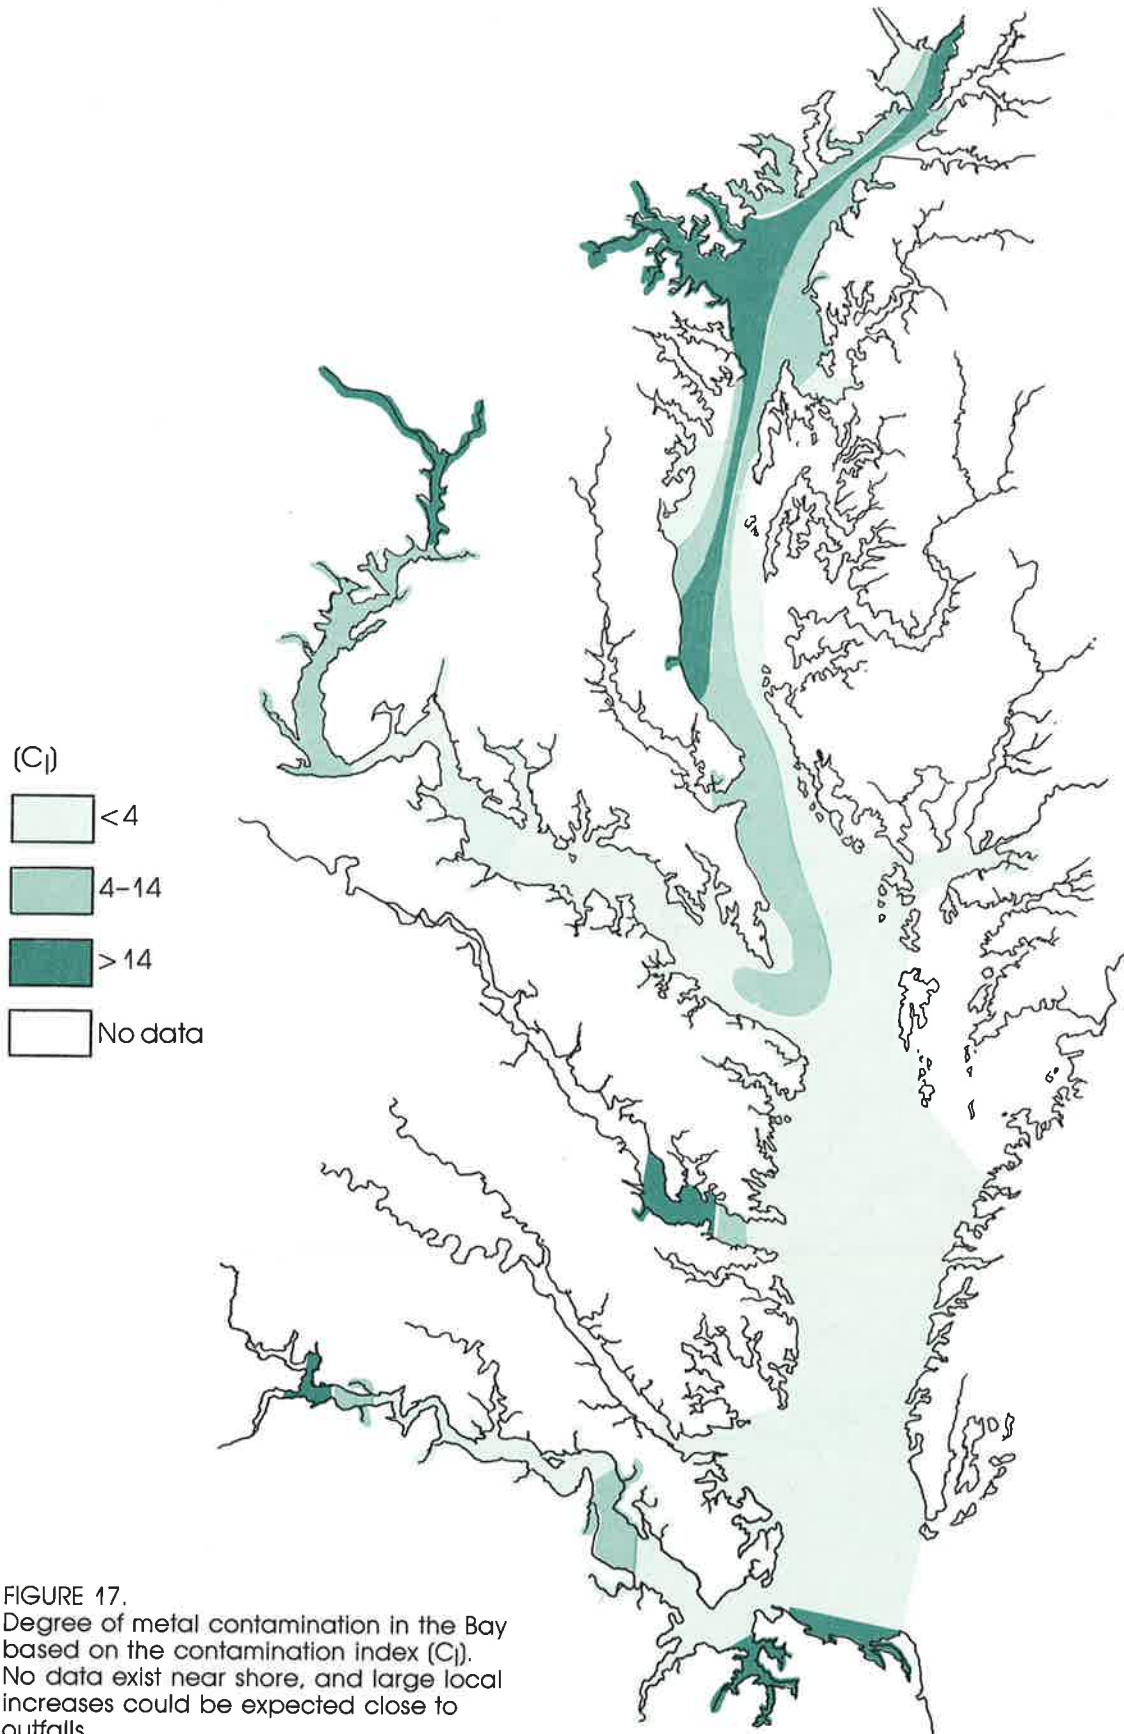 (CI)
<4
4-14
>14
No data
FIGURE 17.
Degree of metal contamination in the Bay
based on the contamination index (CI).
No data exist near shore, and large local
increases could be expected close to
outfalls.